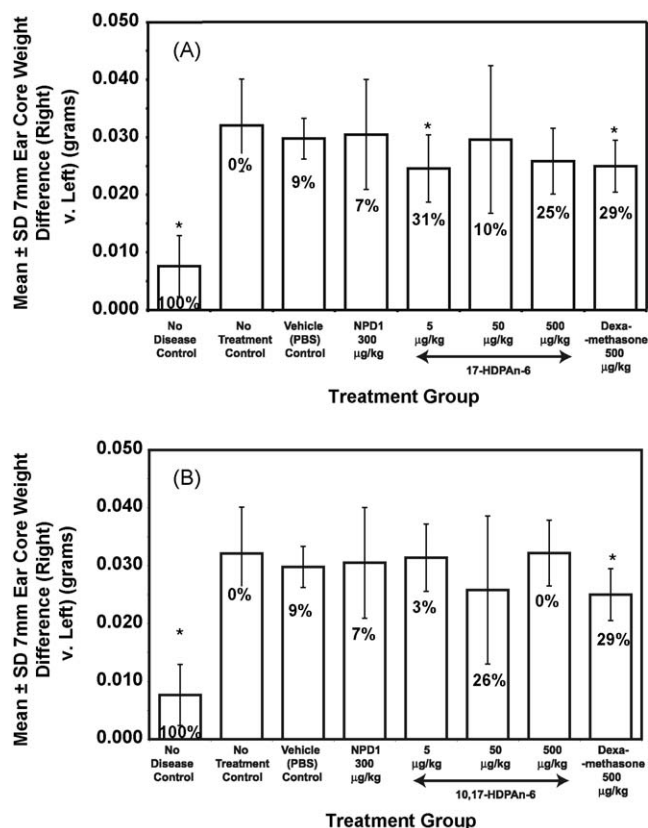 (A)
Mean ± SD 7mm Ear Core Weight
Difference (Right)
v. Left) (grams)
0.050
0.040
0.030
0.020
0.010
0.000
* * *
100% 0% 9% 7% 31% 10% 25% 29%
No No Vehicle NPD1 5 50 500 Dexa-
Disease Treatment (PBS) 300 µg/kg µg/kg µg/kg -methasone
Control Control Control µg/kg 500
17-HDPAn-6 µg/kg
Treatment Group
(B)
Mean ± SD 7mm Ear Core Weight
Difference (Right)
v. Left) (grams)
0.050
0.040
0.030
0.020
0.010
0.000
* *
100% 0% 9% 7% 3% 26% 0% 29%
No No Vehicle NPD1 5 50 500 Dexa-
Disease Treatment (PBS) 300 µg/kg µg/kg µg/kg -methasone
Control Control Control µg/kg 500
10,17-HDPAn-6 µg/kg
Treatment Group